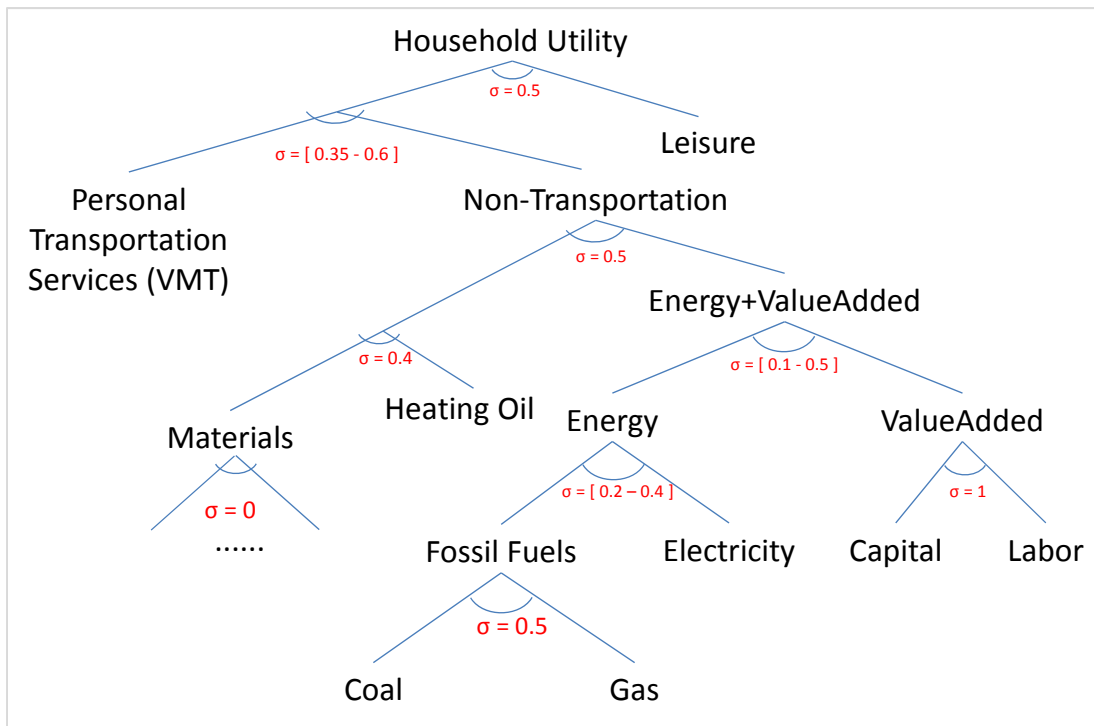 Household Utility
σ = 0.5
Leisure
σ = [ 0.35 - 0.6 ]
Personal
Transportation
Services (VMT)
Non-Transportation
σ = 0.5
Energy+ValueAdded
σ = 0.4
σ = [ 0.1 - 0.5 ]
Heating Oil
Materials
Energy
ValueAdded
σ = 0
......
σ = [ 0.2 – 0.4 ]
σ = 1
Fossil Fuels
Electricity
Capital
Labor
σ = 0.5
Coal
Gas